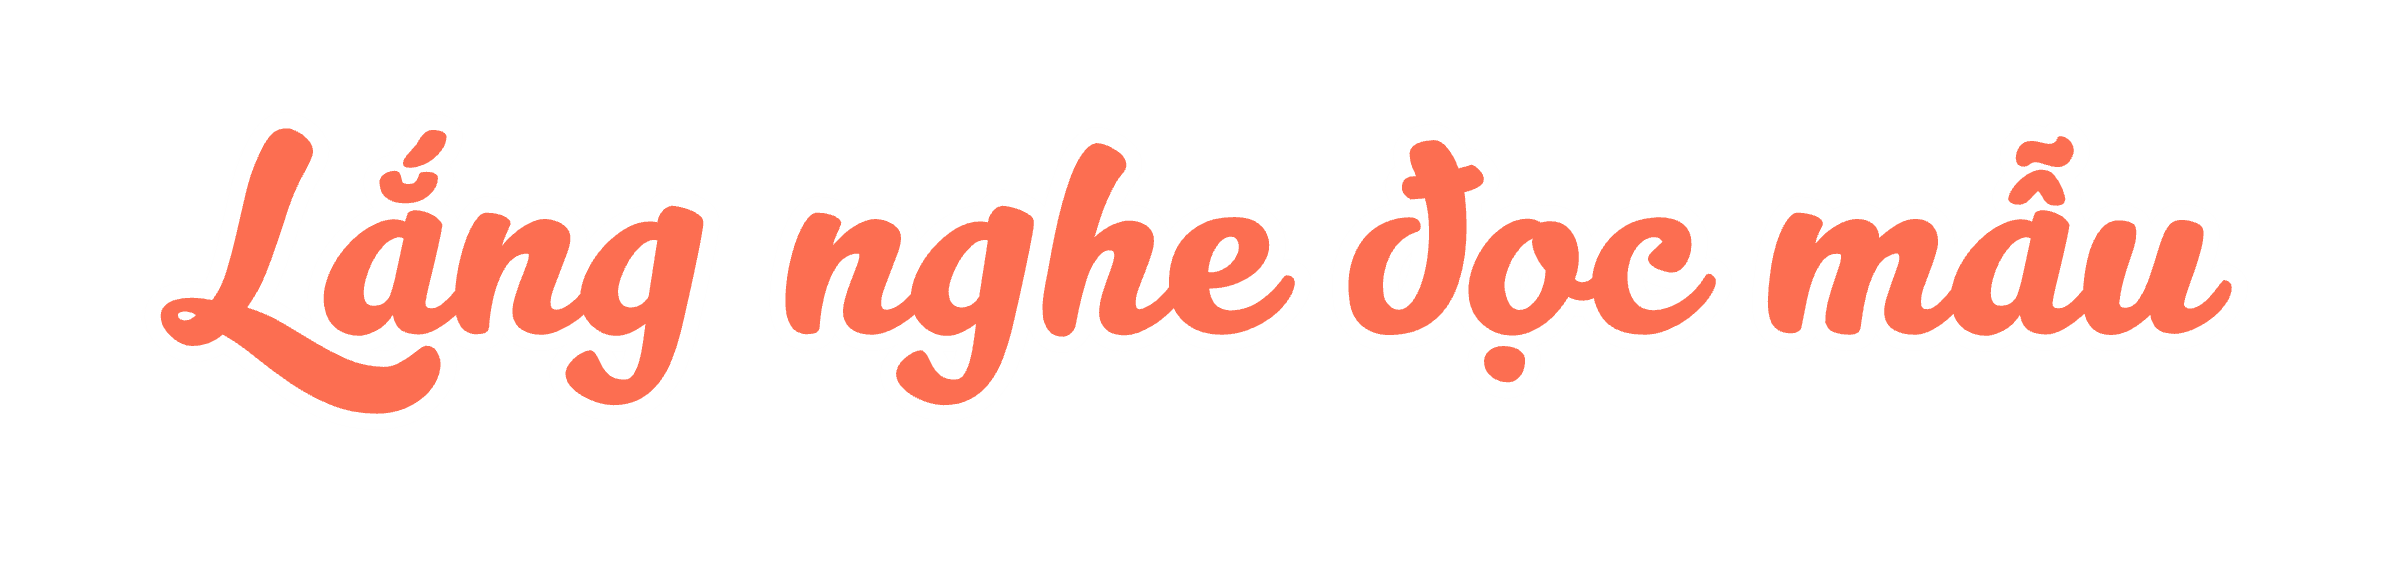 Lắng nghe đọc mẫu